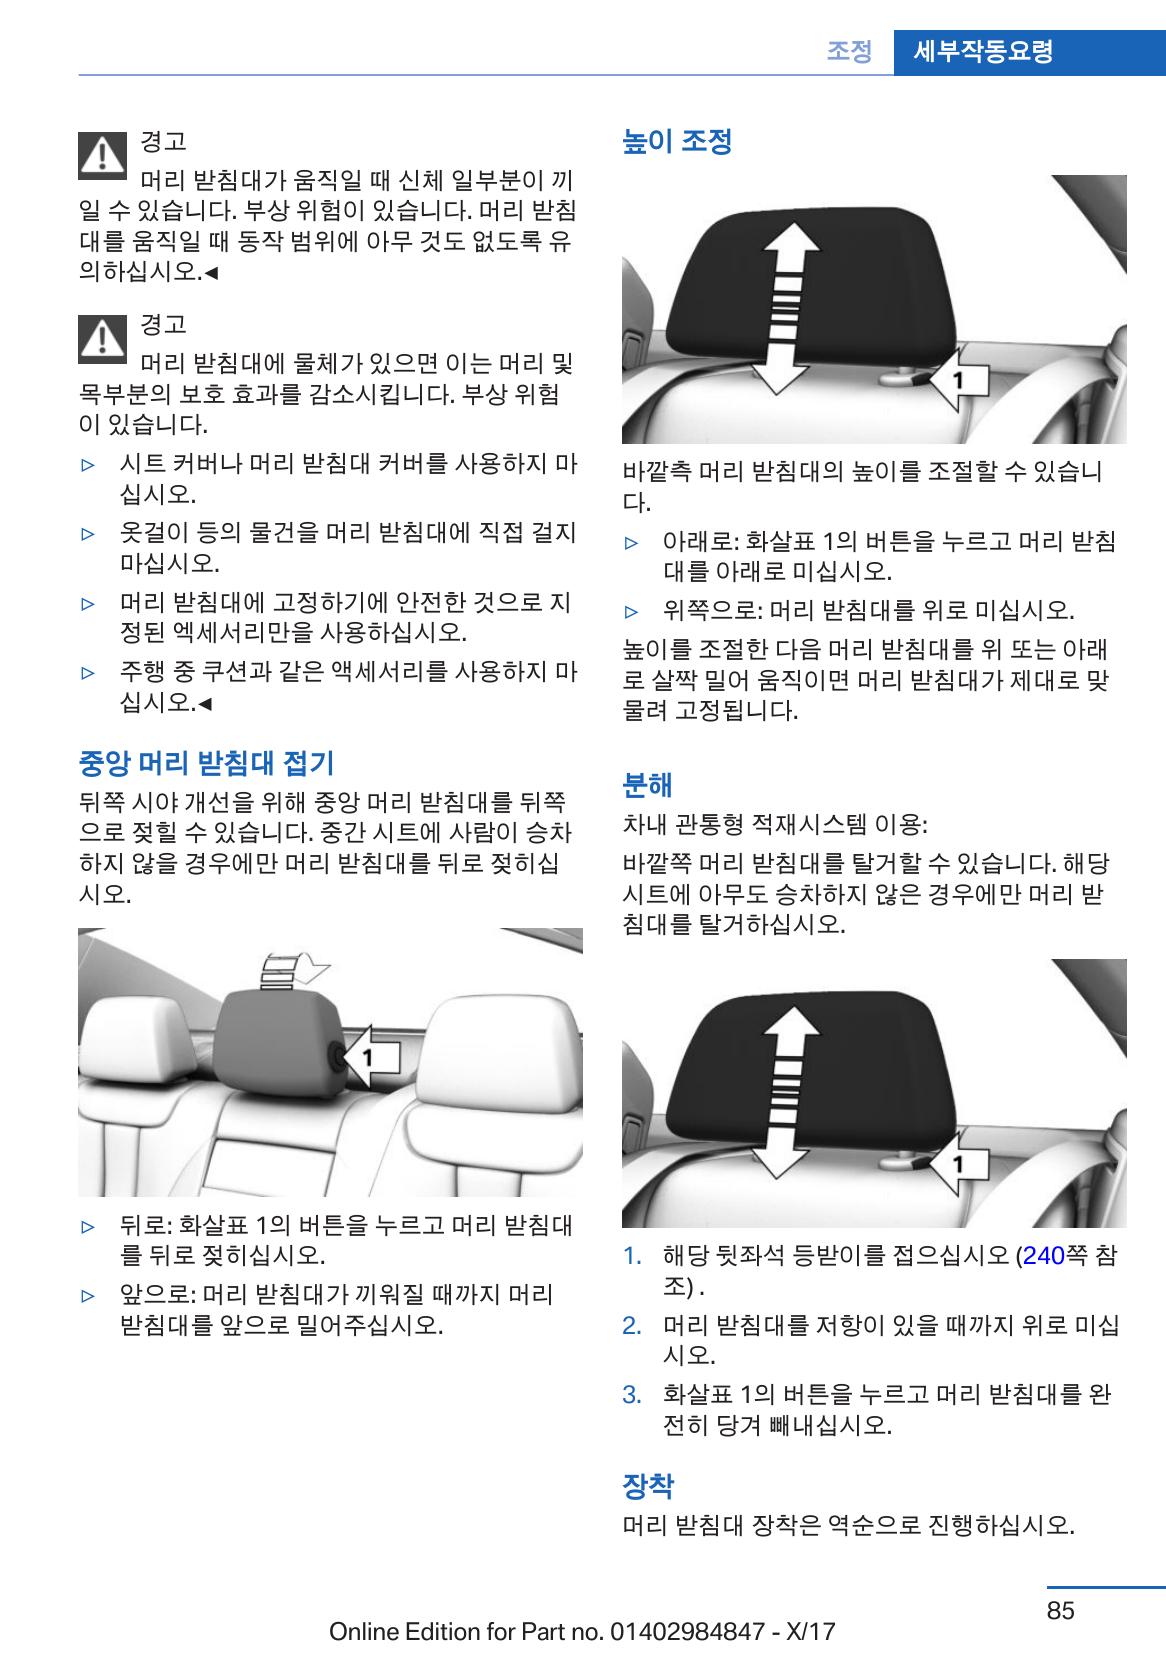 조정 세부작동요령
경고
머리 받침대가 움직일 때 신체 일부분이 끼
일 수 있습니다. 부상 위험이 있습니다. 머리 받침
대를 움직일 때 동작 범위에 아무 것도 없도록 유
의하십시오.◄
경고
머리 받침대에 물체가 있으면 이는 머리 및
목부분의 보호 효과를 감소시킵니다. 부상 위험
이 있습니다.
▷ 시트 커버나 머리 받침대 커버를 사용하지 마
십시오.
▷ 옷걸이 등의 물건을 머리 받침대에 직접 걸지
마십시오.
▷ 머리 받침대에 고정하기에 안전한 것으로 지
정된 엑세서리만을 사용하십시오.
▷ 주행 중 쿠션과 같은 액세서리를 사용하지 마
십시오.◄
중앙 머리 받침대 접기
뒤쪽 시야 개선을 위해 중앙 머리 받침대를 뒤쪽
으로 젖힐 수 있습니다. 중간 시트에 사람이 승차
하지 않을 경우에만 머리 받침대를 뒤로 젖히십
시오.
1
▷ 뒤로: 화살표 1의 버튼을 누르고 머리 받침대
를 뒤로 젖히십시오.
▷ 앞으로: 머리 받침대가 끼워질 때까지 머리
받침대를 앞으로 밀어주십시오.
높이 조정
1
바깥측 머리 받침대의 높이를 조절할 수 있습니
다.
▷ 아래로: 화살표 1의 버튼을 누르고 머리 받침
대를 아래로 미십시오.
▷ 위쪽으로: 머리 받침대를 위로 미십시오.
높이를 조절한 다음 머리 받침대를 위 또는 아래
로 살짝 밀어 움직이면 머리 받침대가 제대로 맞
물려 고정됩니다.
분해
차내 관통형 적재시스템 이용:
바깥쪽 머리 받침대를 탈거할 수 있습니다. 해당
시트에 아무도 승차하지 않은 경우에만 머리 받
침대를 탈거하십시오.
1
1. 해당 뒷좌석 등받이를 접으십시오 (240쪽 참
조) .
2. 머리 받침대를 저항이 있을 때까지 위로 미십
시오.
3. 화살표 1의 버튼을 누르고 머리 받침대를 완
전히 당겨 빼내십시오.
장착
머리 받침대 장착은 역순으로 진행하십시오.
85
Online Edition for Part no. 01402984847 - X/17